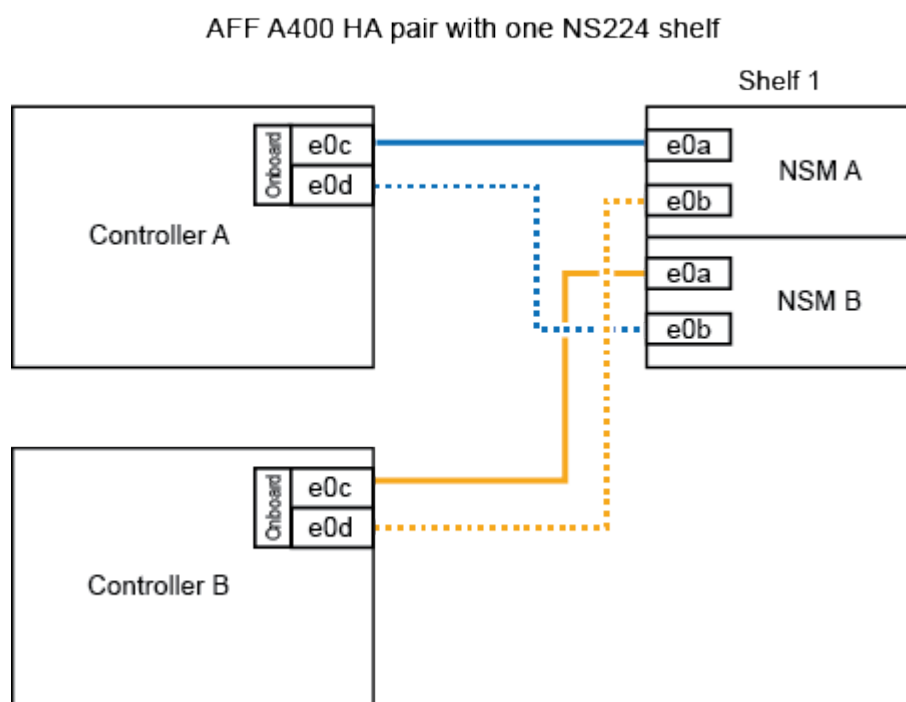 AFF A400 HA pair with one NS224 shelf
Shelf 1
Onboard
e0c
e0d
Controller A
e0a
e0b
NSM A
e0a
e0b
NSM B
Onboard
e0c
e0d
Controller B